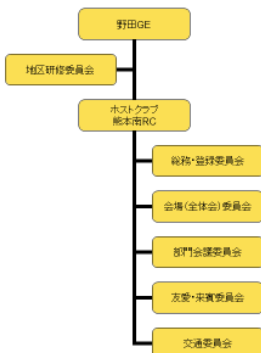 野田GE
地区研修委員会
ホストクラブ
熊本南RC
総務・登録委員会
会場(全体会)委員会
部門会議委員会
友愛・来賓委員会
交通委員会